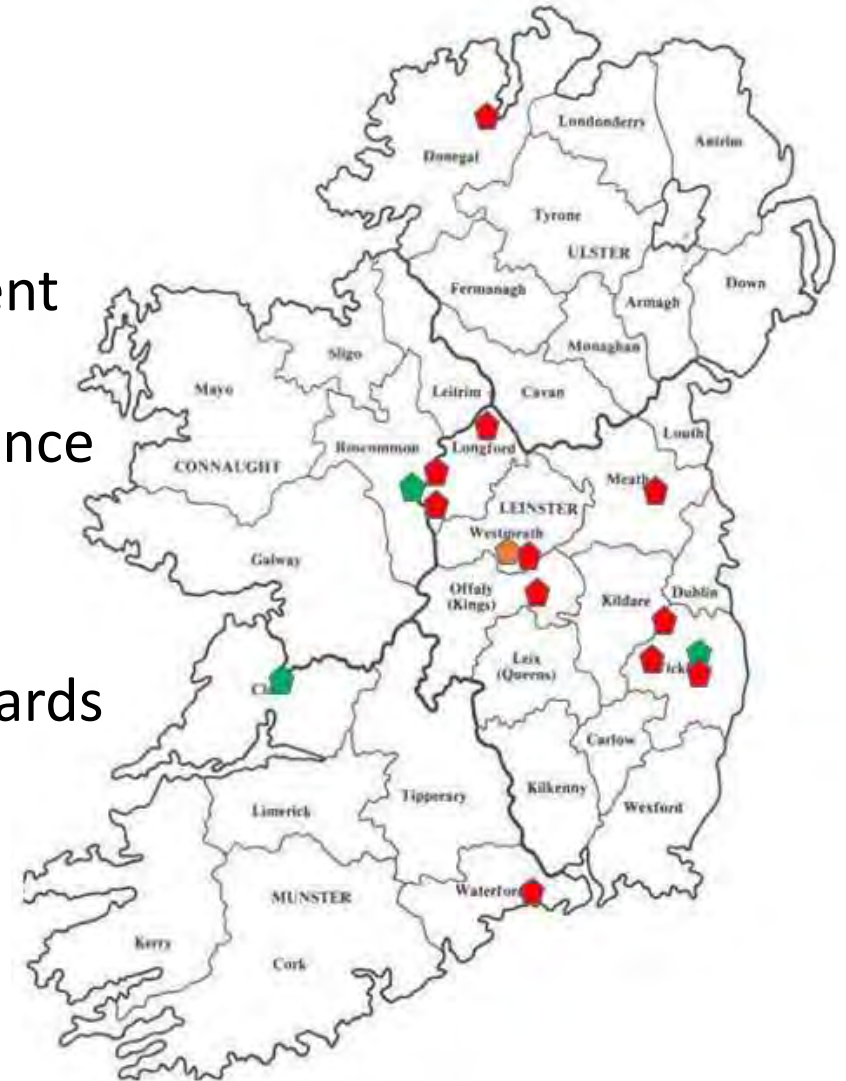 ent
nce
ards
Londonderry
Antrim
Donegal
Tyrone
ULSTER
Fermanagh
Armagh
Down
Monaghan
Sligo
Mayo
Leitrim
Cavan
Louth
Roscommon
Longford
CONNAUGHT
Meath
LEINSTER
Westmeath
Galway
Offaly
(Kings)
Kildare
Dublin
Leix
(Queens)
Carlow
Tipperary
Kilkenny
Wexford
Limerick
MUNSTER
Waterford
Kerry
Cork